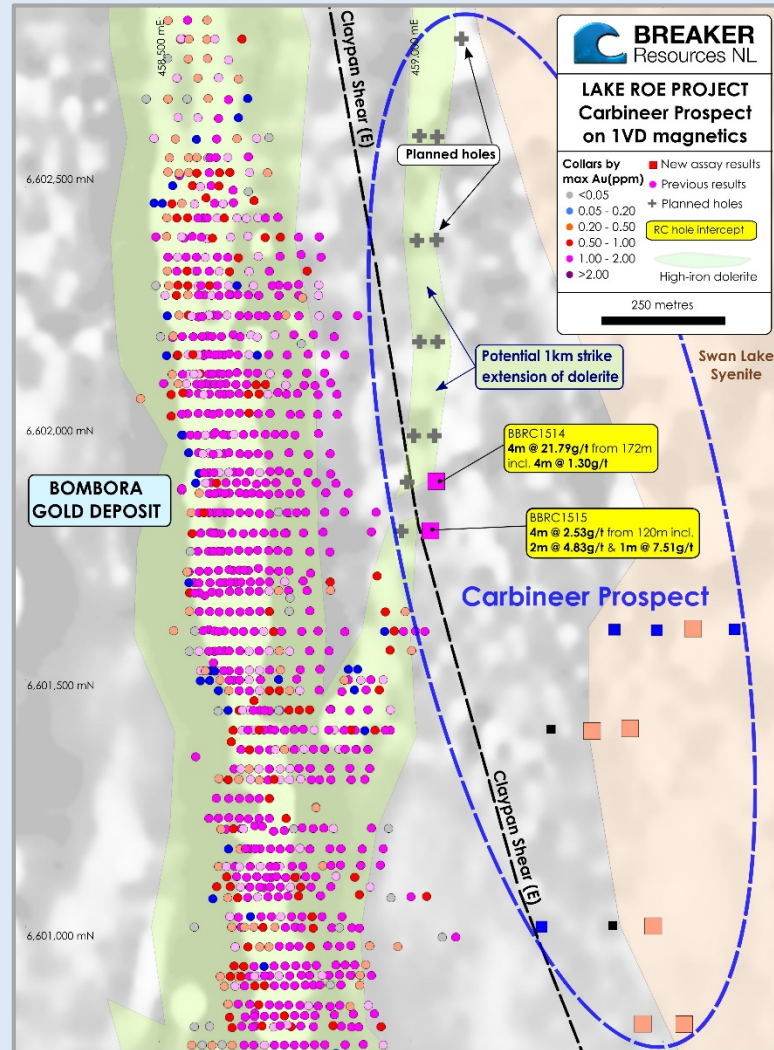 458,500 mE
Claypan Shear (E)
459,000 mE
BREAKER
Resources NL
LAKE ROE PROJECT
Carbineer Prospect
on 1VD magnetics
Collars by
max Au(ppm)
<0.05
0.05 - 0.20
0.20 - 0.50
0.50 - 1.00
1.00 - 2.00
>2.00
New assay results
Previous results
Planned holes
RC hole intercept
High-iron dolerite
250 metres
Planned holes
6,602,500 mN
Potential 1km strike
extension of dolerite
Swan Lake
Syenite
6,602,000 mN
BBRC1514
4m @ 21.79g/t from 172m
incl. 4m @ 1.30g/t
BOMBORA
GOLD DEPOSIT
BBRC1515
4m @ 2.53g/t from 120m incl.
2m @ 4.83g/t & 1m @ 7.51g/t
Carbineer Prospect
6,601,500 mN
Claypan Shear (E)
6,601,000 mN